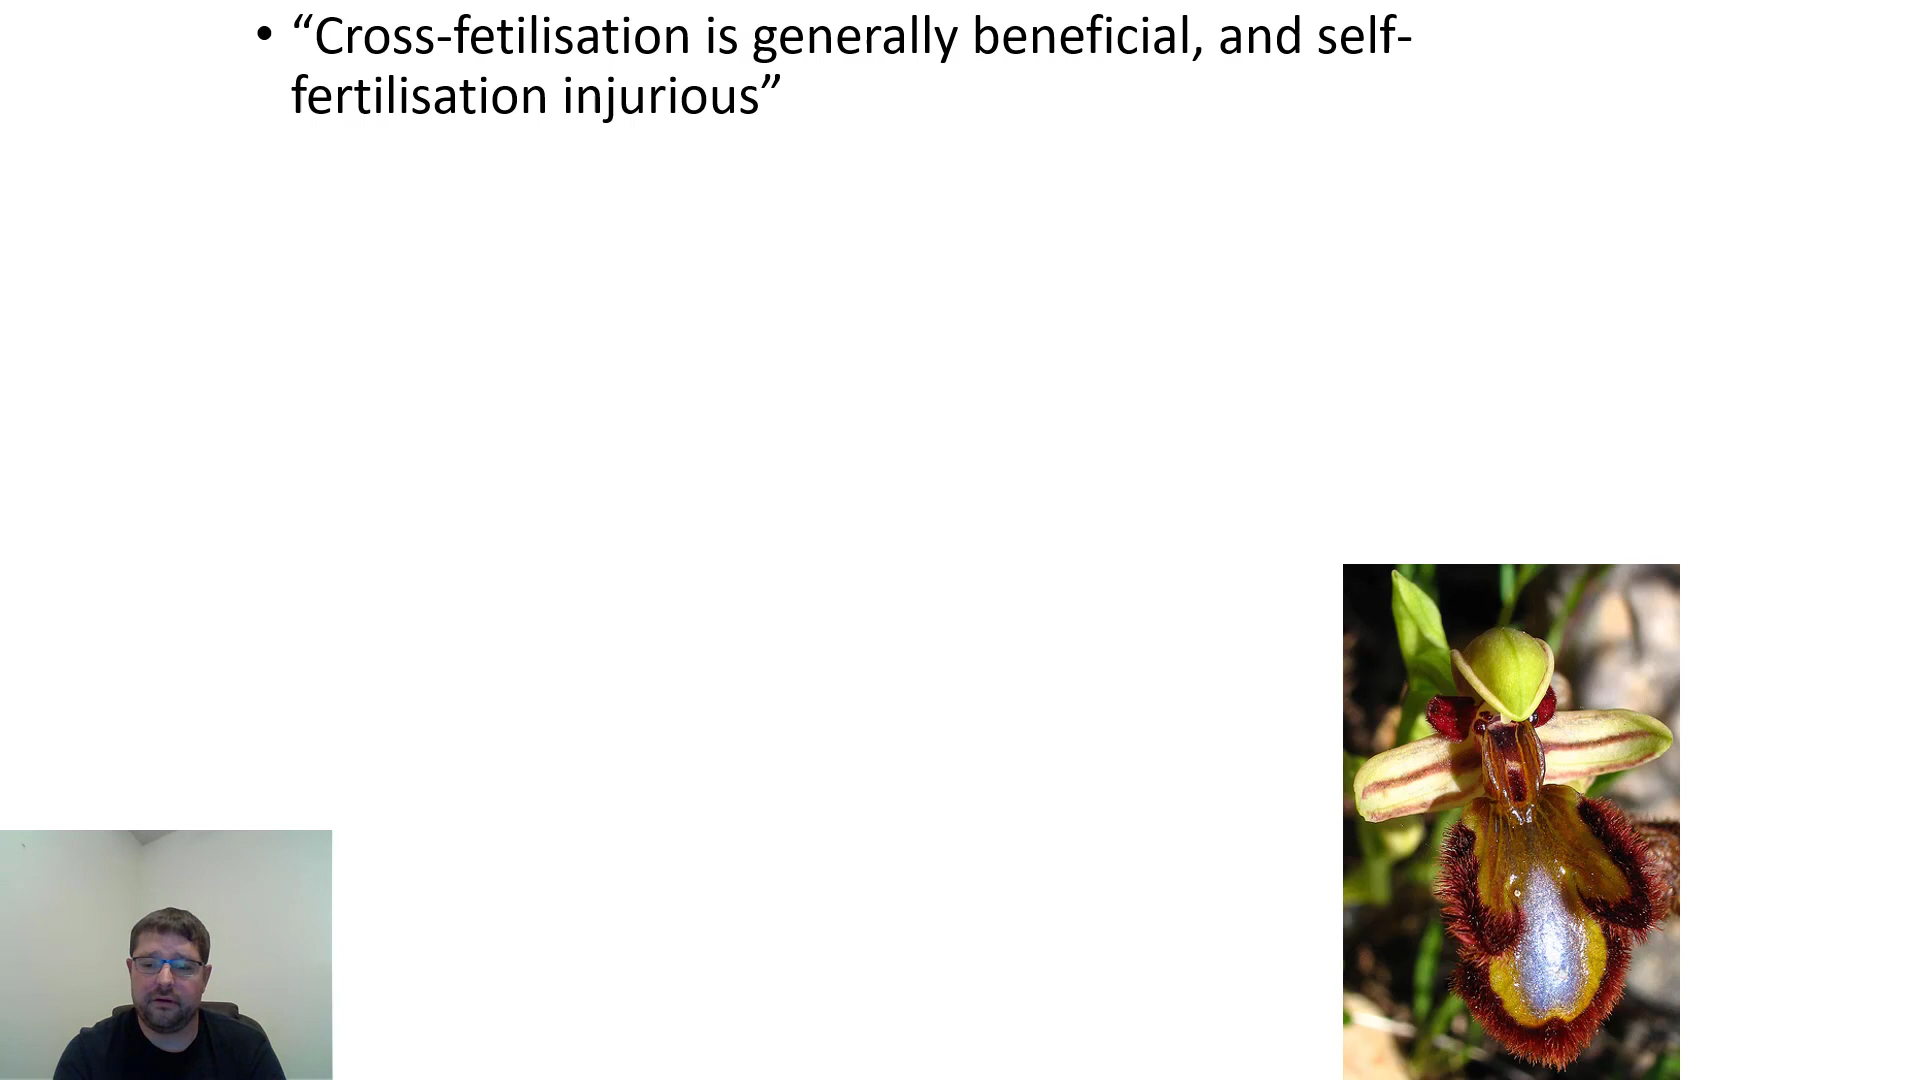 • “Cross-fetilisation is generally beneficial, and self-
fertilisation injurious”